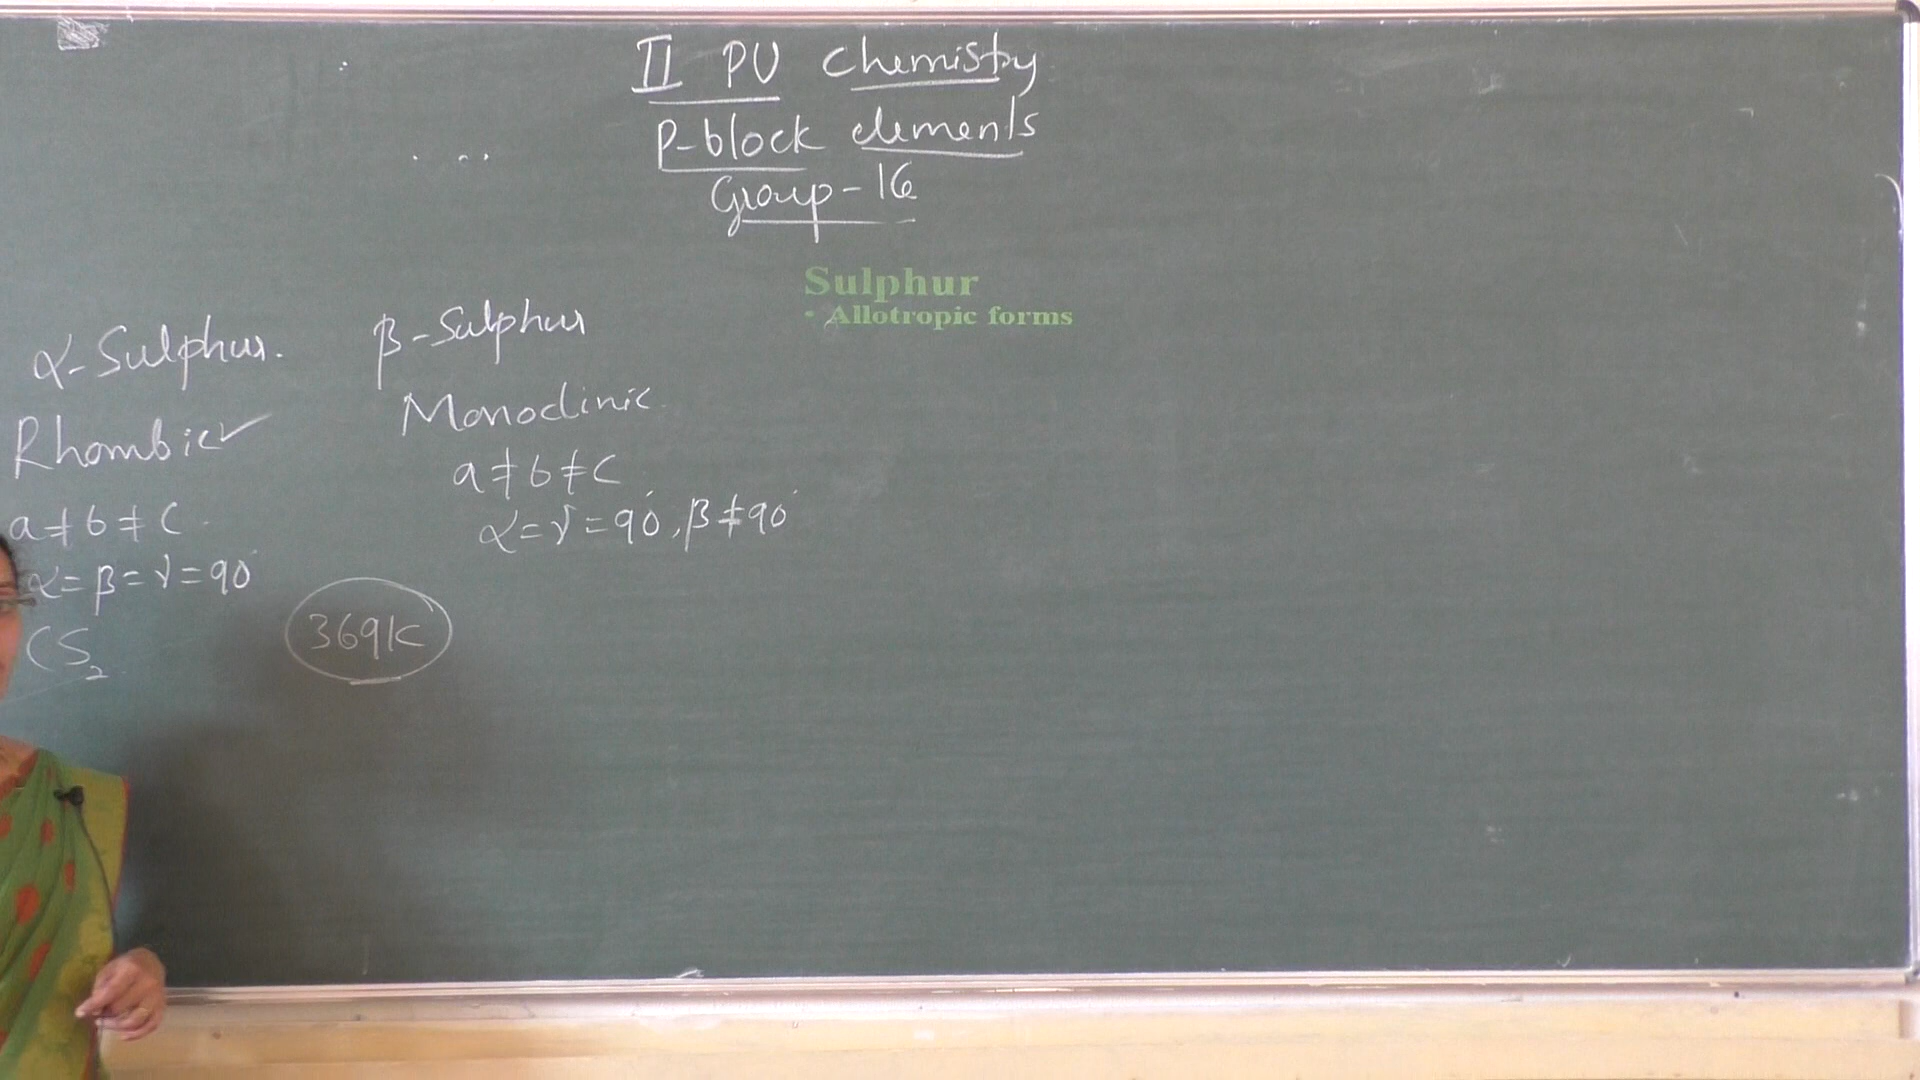 II PU Chemistry
P-block elements
Group-16
Sulphur
• Allotropic forms
α-Sulphur.
Rhombic✓
a≠b≠c
α=β=γ=90°
CS₂
β-Sulphur
Monoclinic
a≠b≠c
α=γ=90°, β≠90°
369K